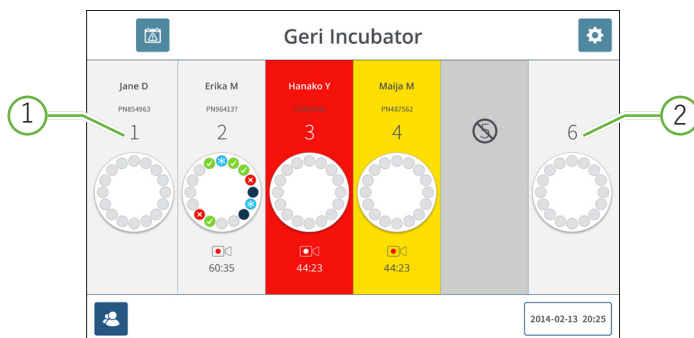 Geri Incubator
Jane D
PN854963
1
Erika M
PN964137
2
60:35
Hanako Y
3
44:23
Maija M
PN487562
4
44:23
5
6
1
2
2014-02-13 20:25